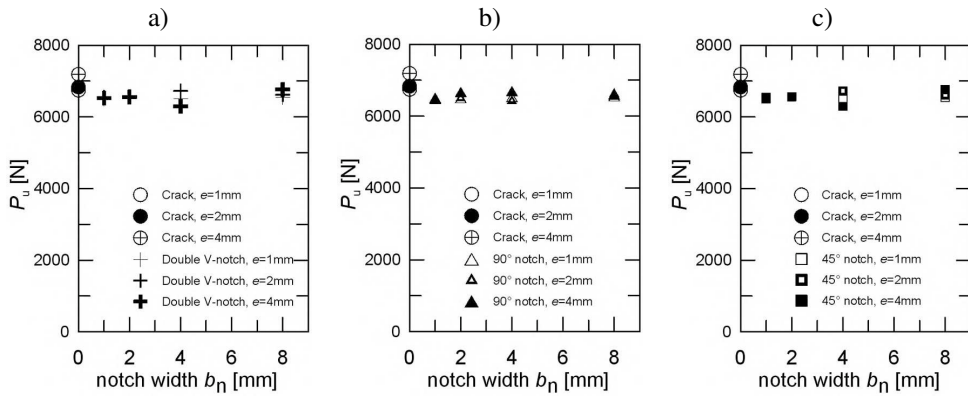 a)
8000
6000
4000
2000
0
P_u [N]
Crack, e=1mm
Crack, e=2mm
Crack, e=4mm
Double V-notch, e=1mm
Double V-notch, e=2mm
Double V-notch, e=4mm
0 2 4 6 8
notch width b_n [mm]
b)
8000
6000
4000
2000
0
P_u [N]
Crack, e=1mm
Crack, e=2mm
Crack, e=4mm
90° notch, e=1mm
90° notch, e=2mm
90° notch, e=4mm
0 2 4 6 8
notch width b_n [mm]
c)
8000
6000
4000
2000
0
P_u [N]
Crack, e=1mm
Crack, e=2mm
Crack, e=4mm
45° notch, e=1mm
45° notch, e=2mm
45° notch, e=4mm
0 2 4 6 8
notch width b_n [mm]